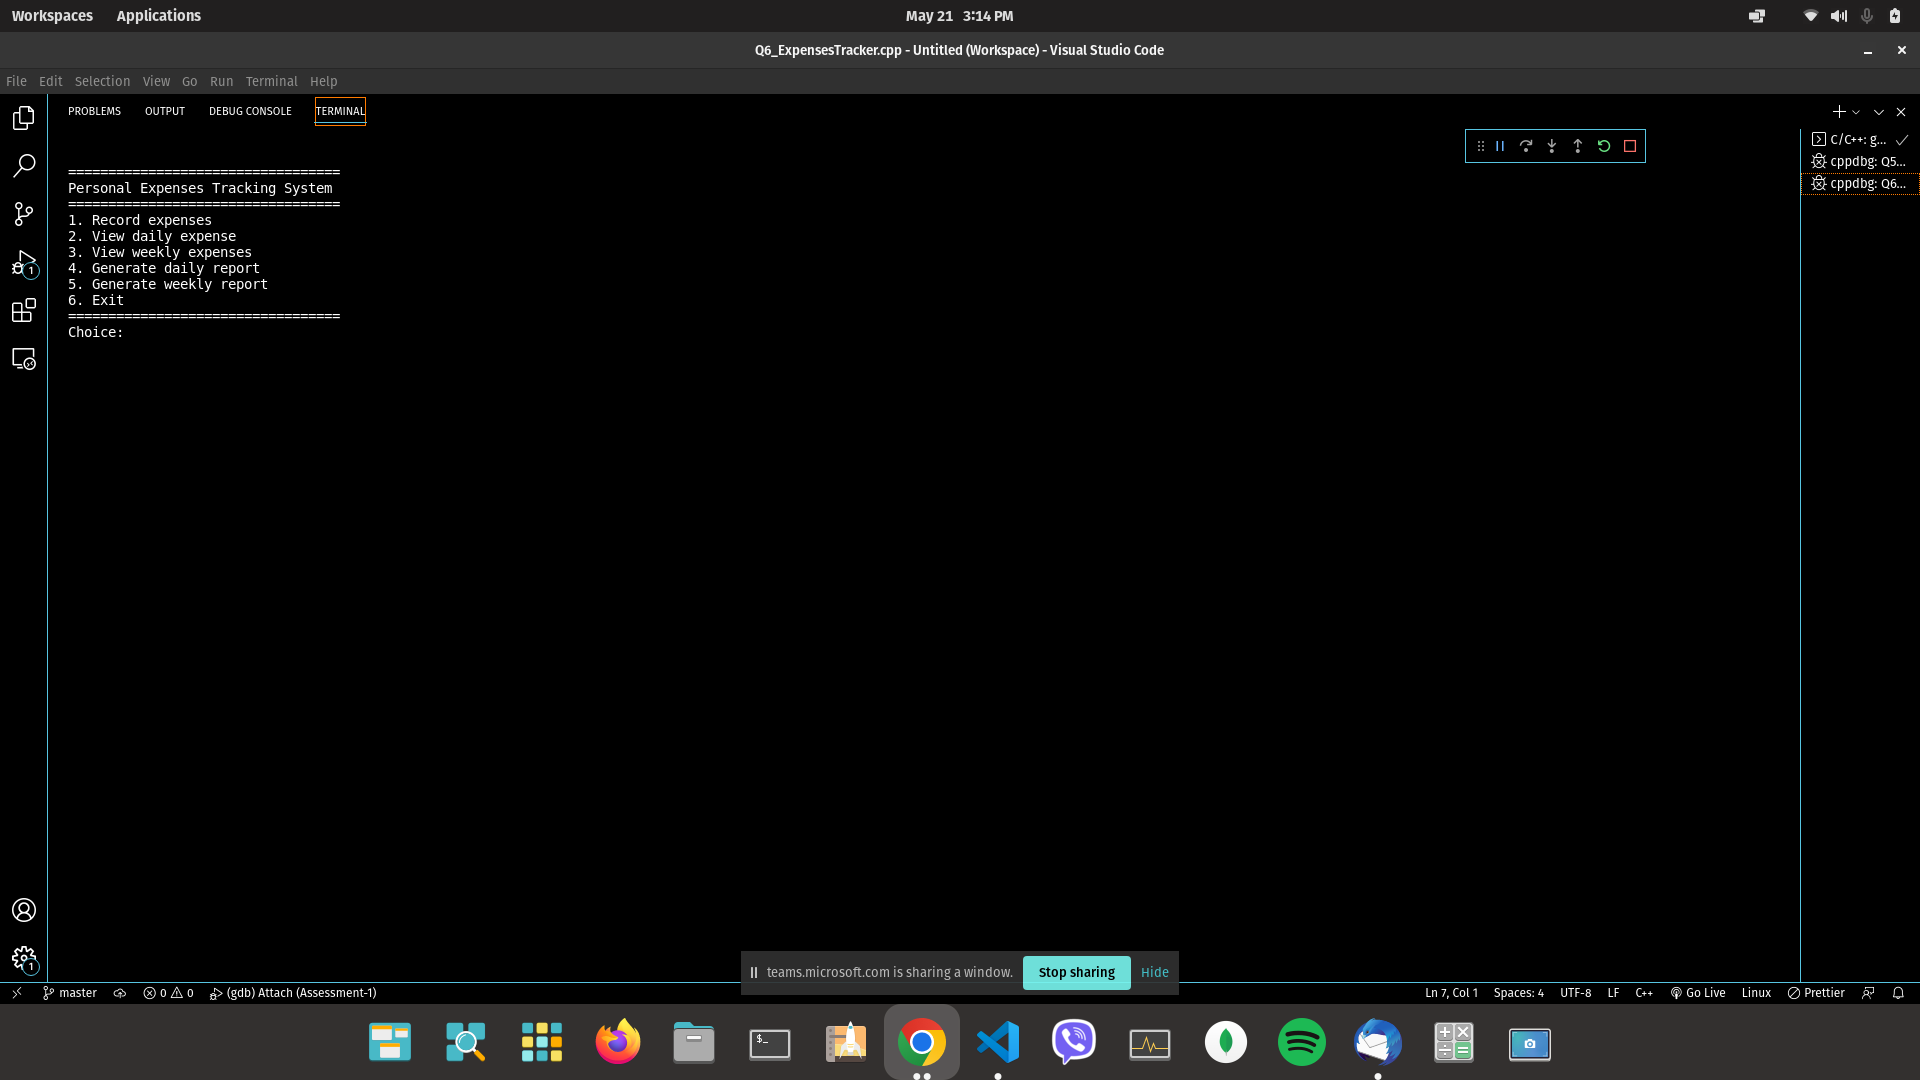 Workspaces Applications May 21 3:14 PM
Q6_ExpensesTracker.cpp - Untitled (Workspace) - Visual Studio Code
File Edit Selection View Go Run Terminal Help
PROBLEMS OUTPUT DEBUG CONSOLE TERMINAL
C/C++: g...
cppdbg: Q5...
cppdbg: Q6...
==================================
Personal Expenses Tracking System
==================================
1. Record expenses
2. View daily expense
3. View weekly expenses
4. Generate daily report
5. Generate weekly report
6. Exit
==================================
Choice:
1
1
teams.microsoft.com is sharing a window. Stop sharing Hide
master 0 0 (gdb) Attach (Assessment-1) Ln 7, Col 1 Spaces: 4 UTF-8 LF C++ Go Live Linux Prettier
$_